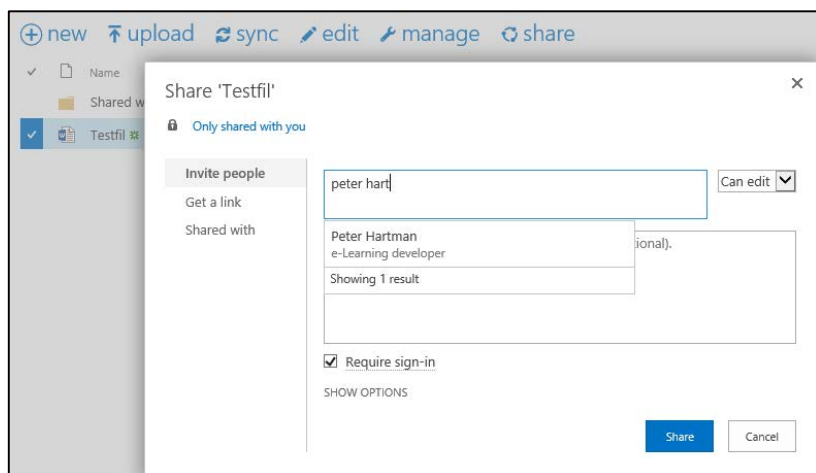 new upload sync edit manage share
Name
Shared w
Testfil
Share 'Testfil'
Only shared with you
Invite people
Get a link
Shared with
peter hart
Can edit
Peter Hartman
e-Learning developer
Showing 1 result
ional).
Require sign-in
SHOW OPTIONS
Share Cancel